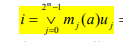 i = ∨_{j=0}^{2^m−1} m_j(a)u_j =